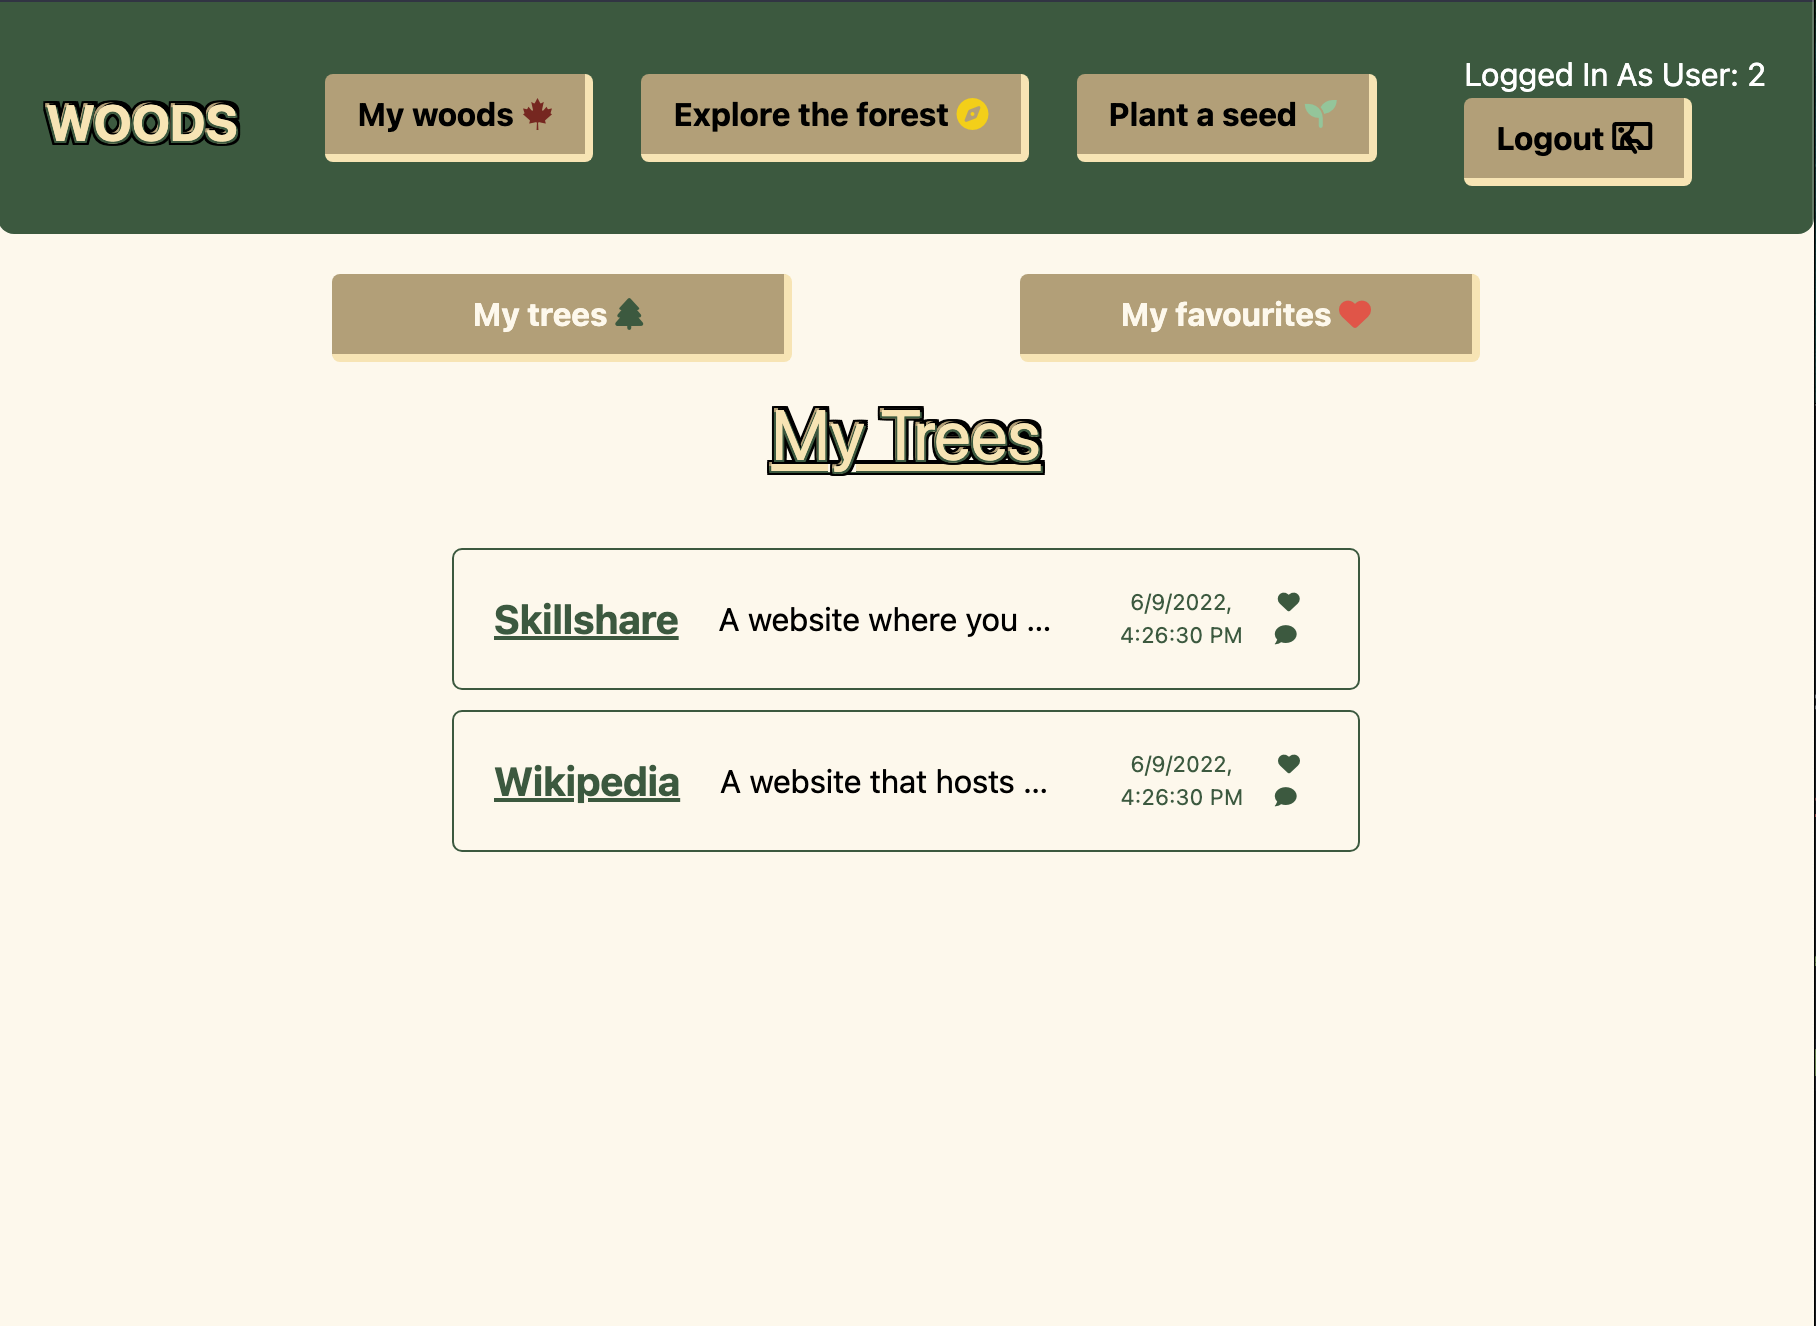 WOODS
My woods
Explore the forest
Plant a seed
Logged In As User: 2
Logout
My trees
My favourites
My Trees
Skillshare
A website where you ...
6/9/2022,
4:26:30 PM
Wikipedia
A website that hosts ...
6/9/2022,
4:26:30 PM